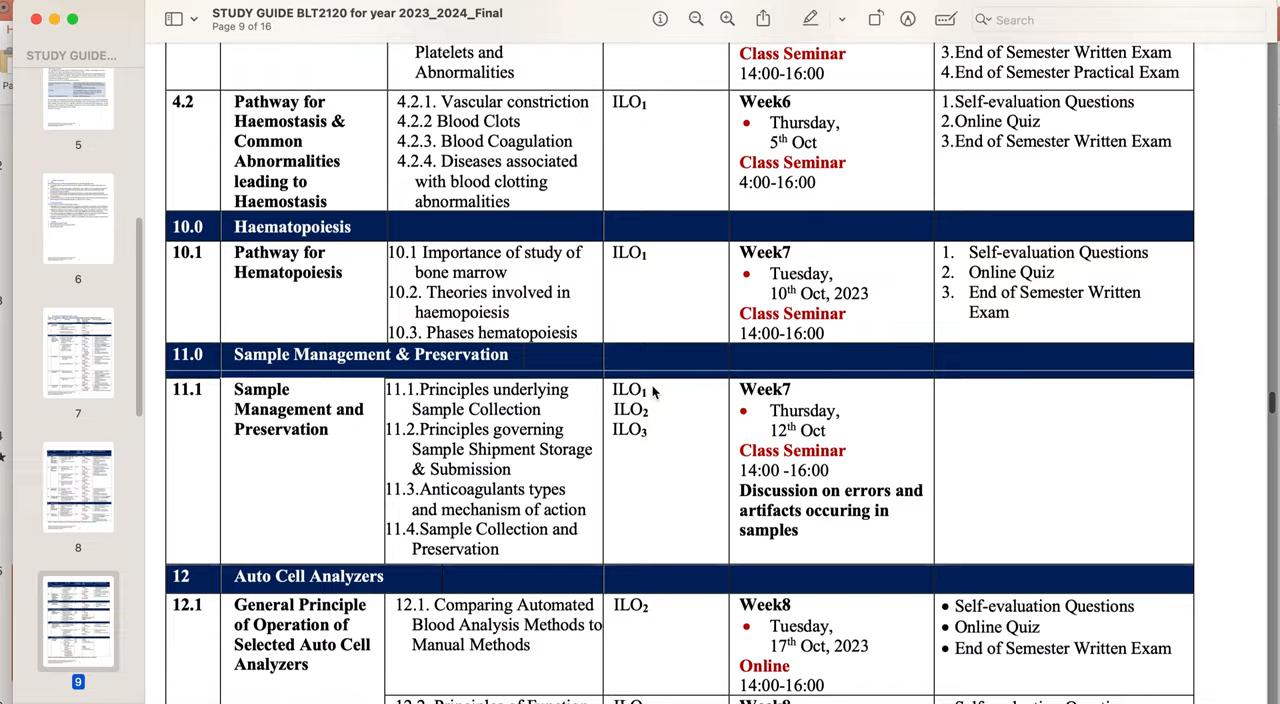 STUDY GUIDE BLT2120 for year 2023_2024_Final
Page 9 of 16
Search
STUDY GUIDE...
5
6
7
8
9
Platelets and
Abnormalities
Class Seminar
14:00-16:00
3.End of Semester Written Exam
4.End of Semester Practical Exam
4.2
Pathway for
Haemostasis &
Common
Abnormalities
leading to
4.2.1. Vascular constriction
4.2.2 Blood Clots
4.2.3. Blood Coagulation
4.2.4. Diseases associated
with blood clotting
ILO1
Week6
• Thursday,
5th Oct
Class Seminar
4:00-16:00
1.Self-evaluation Questions
2.Online Quiz
3.End of Semester Written Exam
10.0 Haematopoiesis
10.1
Pathway for
Hematopoiesis
10.1 Importance of study of
bone marrow
10.2. Theories involved in
haemopoiesis
10.3. Phases hematopoiesis
ILO1
Week7
• Tuesday,
10th Oct, 2023
Class Seminar
14:00-16:00
1. Self-evaluation Questions
2. Online Quiz
3. End of Semester Written
Exam
11.0 Sample Management & Preservation
11.1
Sample
Management and
Preservation
11.1.Principles underlying
Sample Collection
11.2.Principles governing
Sample Shipment Storage
& Submission
11.3.Anticoagulants types
and mechanism of action
11.4.Sample Collection and
Preservation
ILO1
ILO2
ILO3
Week7
• Thursday,
12th Oct
Class Seminar
14:00 -16:00
Discussion on errors and
artifacts occuring in
samples
12 Auto Cell Analyzers
12.1
eneral Principle
of Operation of
Selected Auto Cell
Analyzers
12.1. Comparing Automated
Blood Analysis Methods to
Manual Methods
ILO2
Week8
• Tuesday,
17th Oct, 2023
Online
14:00-16:00
• Self-evaluation Questions
• Online Quiz
• End of Semester Written Exam